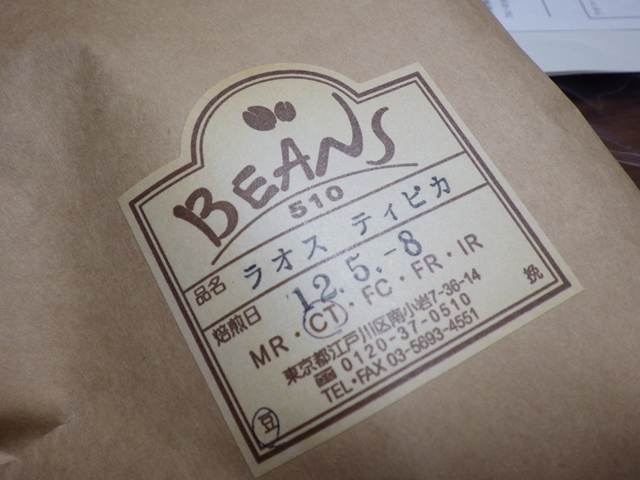 BEANS
510
品名 ラオス ティピカ
焙煎日 12.5.-8
MR・CT・FC・FR・IR
東京都江戸川区南小岩7-36-14
0120-37-0510
TEL・FAX 03-5693-4551
豆 挽